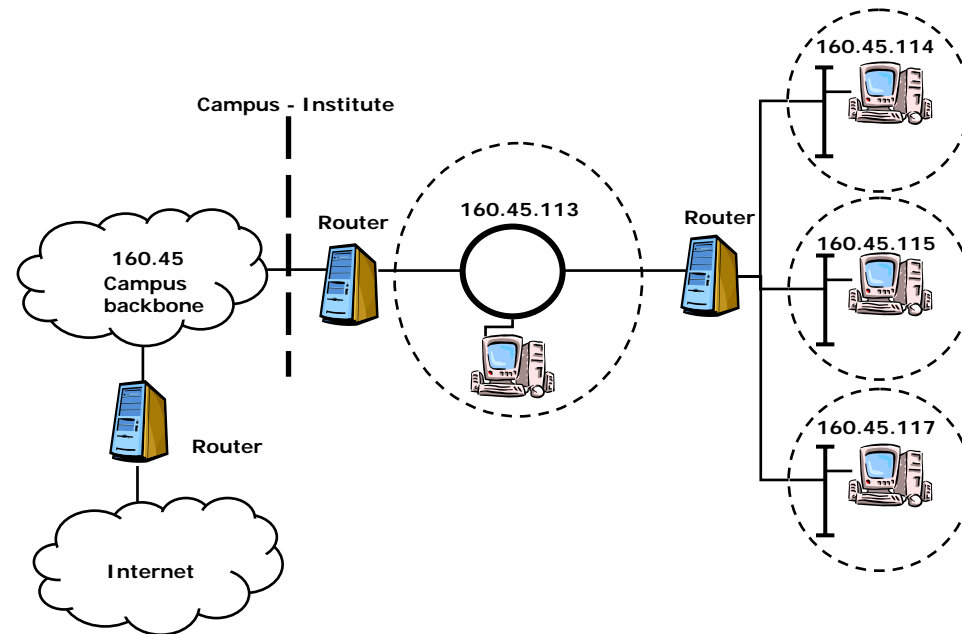 160.45.114
Campus - Institute
Router
160.45.113
Router
160.45.115
160.45
Campus
backbone
160.45.117
Router
Internet